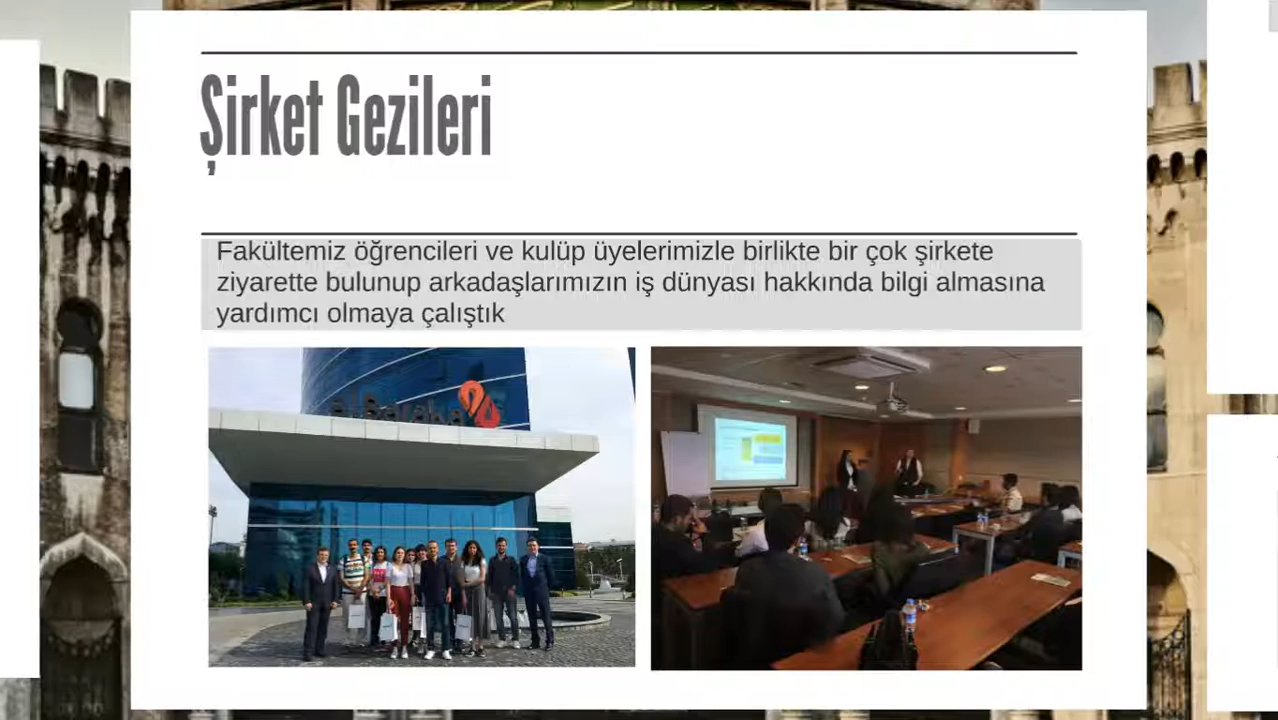 Şirket Gezileri
Fakültemiz öğrencileri ve kulüp üyelerimizle birlikte bir çok şirkete
ziyarette bulunup arkadaşlarımızın iş dünyası hakkında bilgi almasına
yardımcı olmaya çalıştık